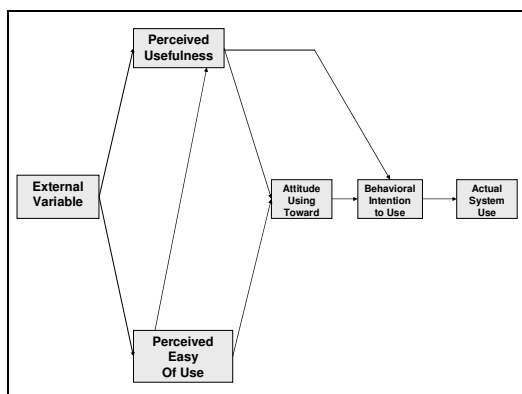 Perceived
Usefulness
External
Variable
Attitude
Using
Toward
Behavioral
Intention
to Use
Actual
System
Use
Perceived
Easy
Of Use